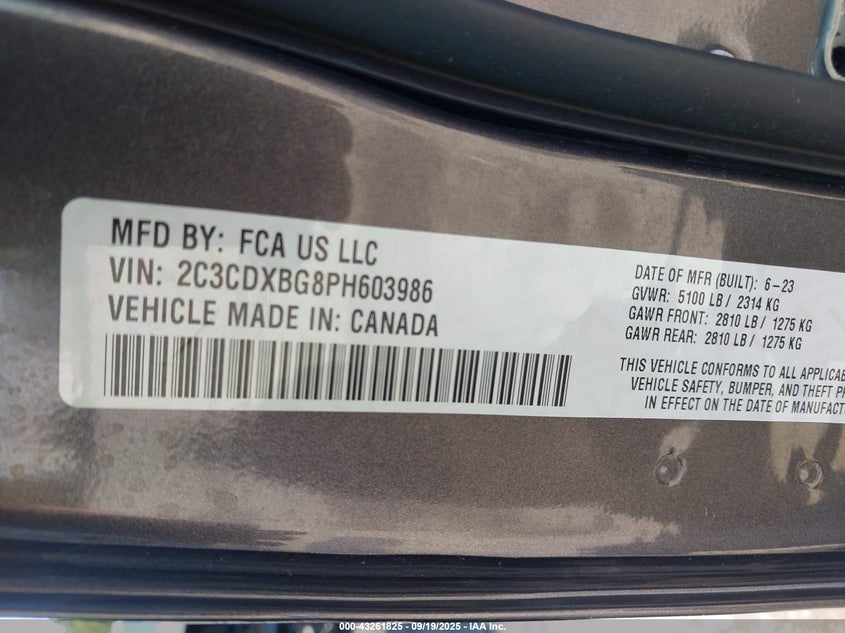 MFD BY: FCA US LLC
VIN: 2C3CDXBG8PH603986
VEHICLE MADE IN: CANADA
DATE OF MFR (BUILT): 6-23
GVWR: 5100 LB / 2314 KG
GAWR FRONT: 2810 LB / 1275 KG
GAWR REAR: 2810 LB / 1275 KG
THIS VEHICLE CONFORMS TO ALL APPLICAB
VEHICLE SAFETY, BUMPER, AND THEFT PR
IN EFFECT ON THE DATE OF MANUFACT
000-43261825 - 09/19/2025 - IAA Inc.